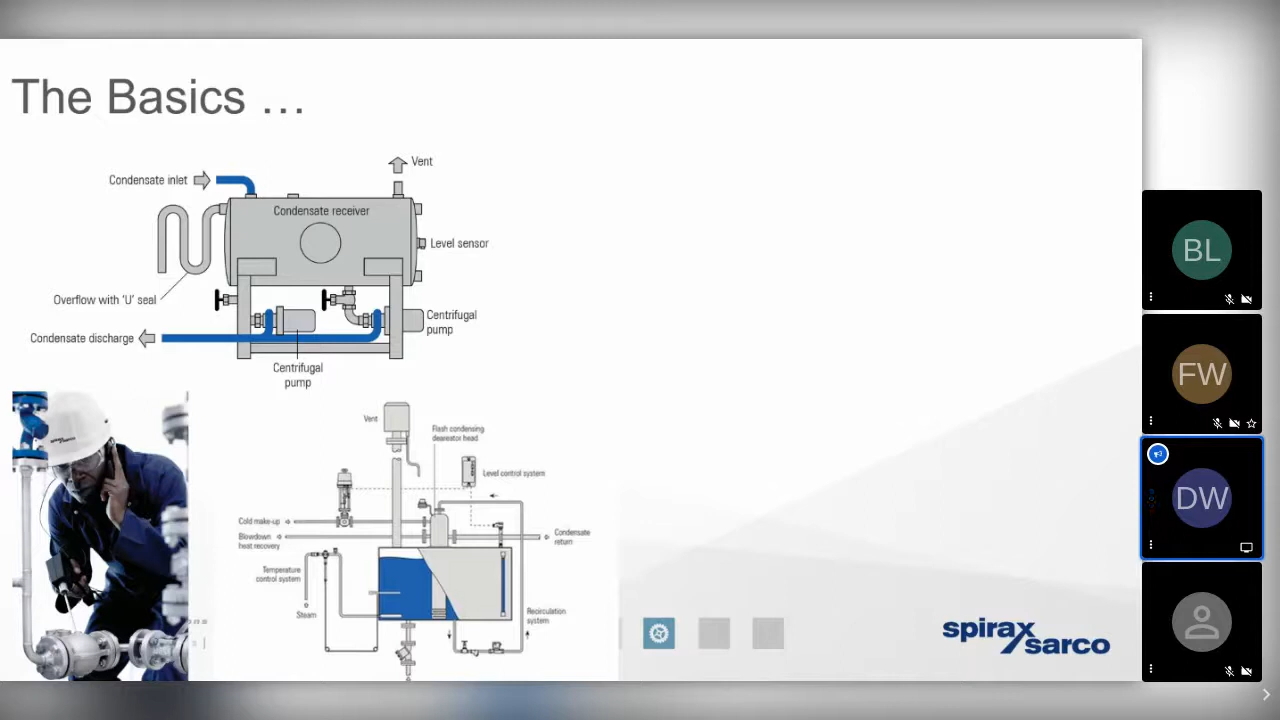 The Basics ...
Vent
Condensate inlet
Condensate receiver
Level sensor
Overflow with 'U' seal
Centrifugal
pump
Condensate discharge
Centrifugal
pump
Vent
Flash condensing
deareator head
Level control system
Cold make-up
Blowdown
heat recovery
Condensate
return
Temperature
control system
Steam
Recirculation
system
spirax
sarco
BL
FW
DW